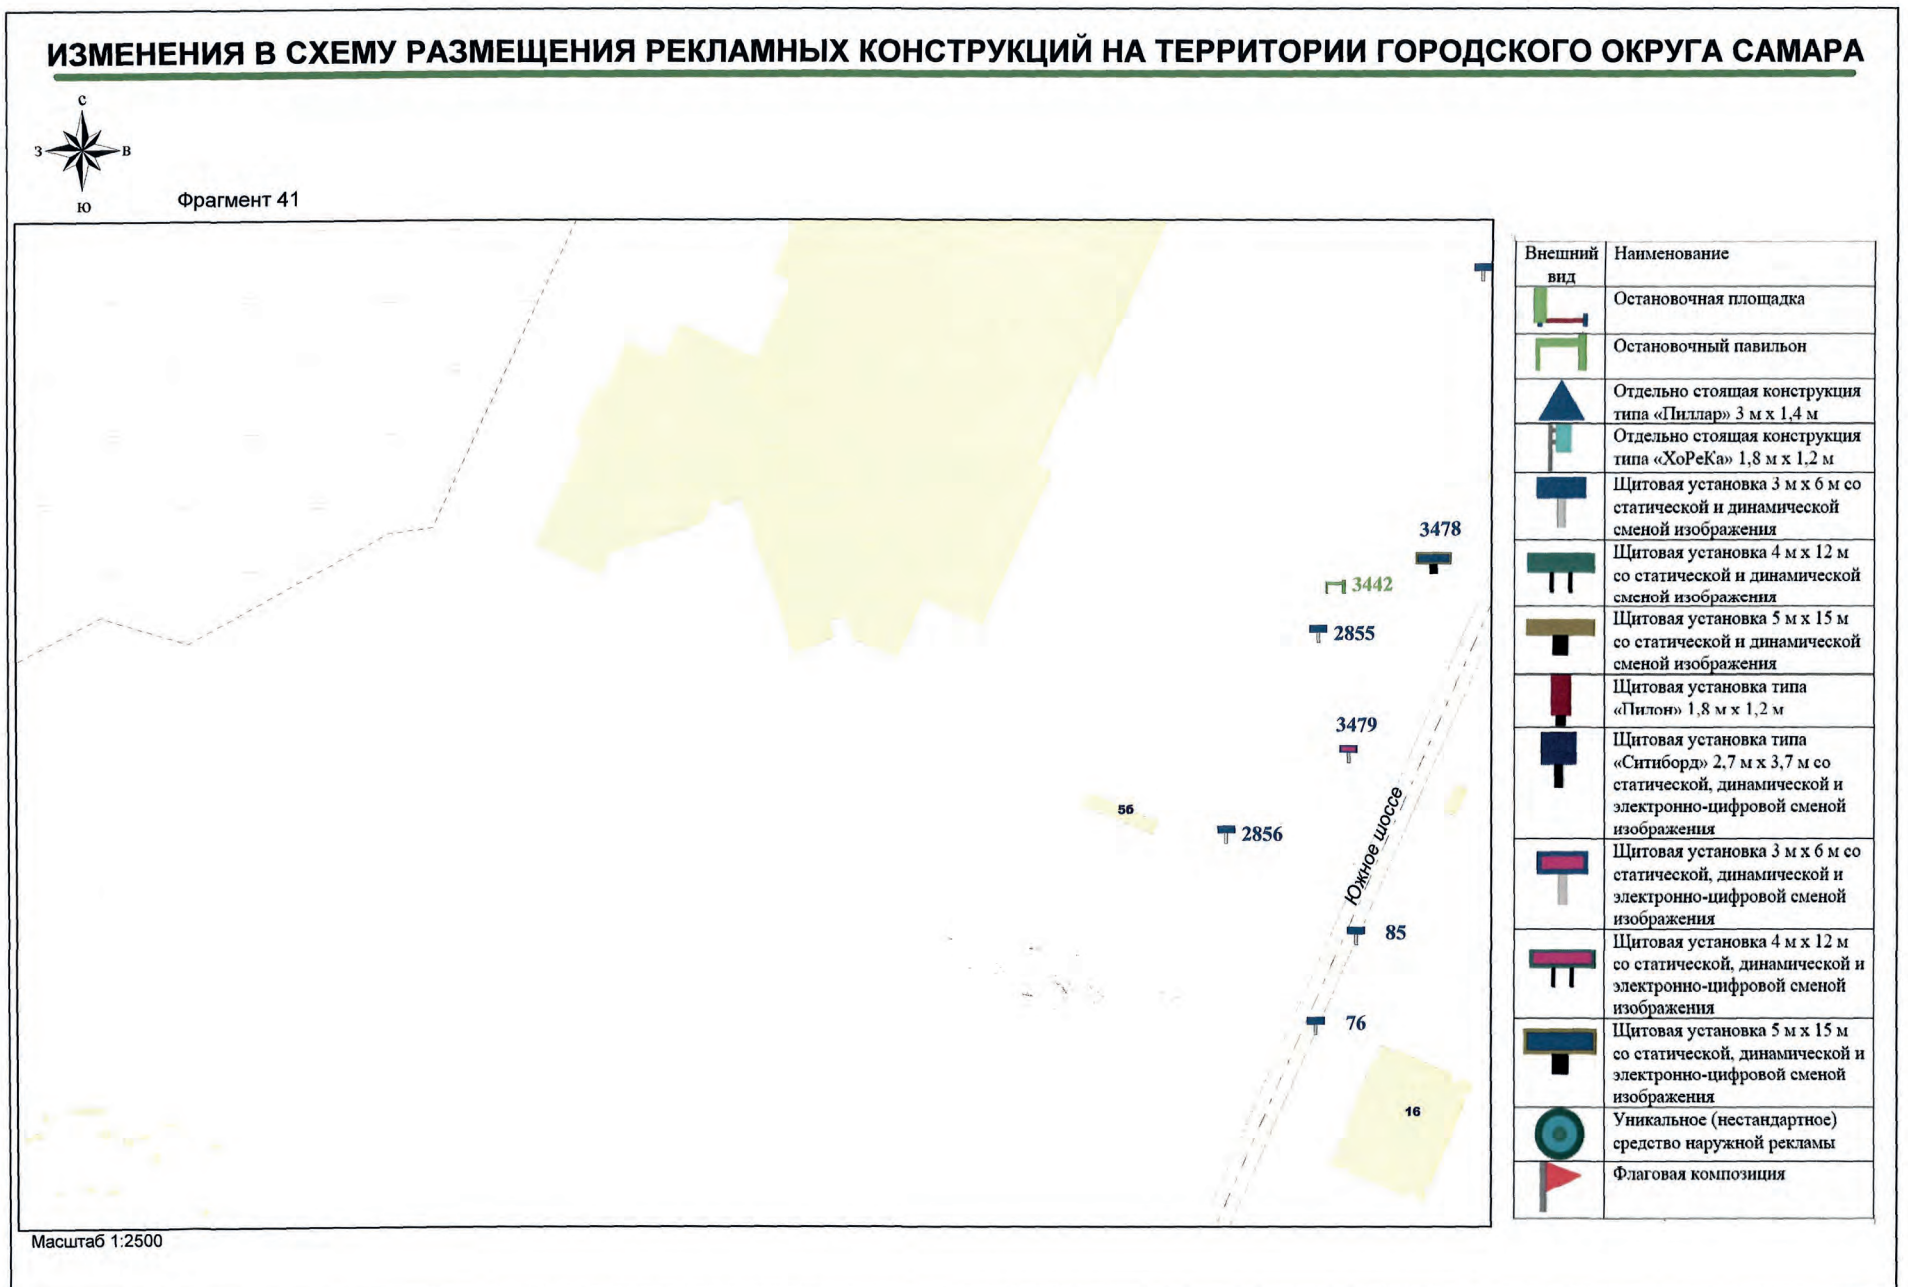 ИЗМЕНЕНИЯ В СХЕМУ РАЗМЕЩЕНИЯ РЕКЛАМНЫХ КОНСТРУКЦИЙ НА ТЕРРИТОРИИ ГОРОДСКОГО ОКРУГА САМАРА
С
З
В
Ю
Фрагмент 41
3478
3442
2855
3479
56
2856
Южное шоссе
85
76
16
Масштаб 1:2500
Внешний
вид
Наименование
Остановочная площадка
Остановочный павильон
Отдельно стоящая конструкция
типа «Пиллар» 3 м х 1,4 м
Отдельно стоящая конструкция
типа «ХоРеКа» 1,8 м х 1,2 м
Щитовая установка 3 м х 6 м со
статической и динамической
сменой изображения
Щитовая установка 4 м х 12 м
со статической и динамической
сменой изображения
Щитовая установка 5 м х 15 м
со статической и динамической
сменой изображения
Щитовая установка типа
«Пилон» 1,8 м х 1,2 м
Щитовая установка типа
«Ситиборд» 2,7 м х 3,7 м со
статической, динамической и
электронно-цифровой сменой
изображения
Щитовая установка 3 м х 6 м со
статической, динамической и
электронно-цифровой сменой
изображения
Щитовая установка 4 м х 12 м
со статической, динамической и
электронно-цифровой сменой
изображения
Щитовая установка 5 м х 15 м
со статической, динамической и
электронно-цифровой сменой
изображения
Уникальное (нестандартное)
средство наружной рекламы
Флаговая композиция